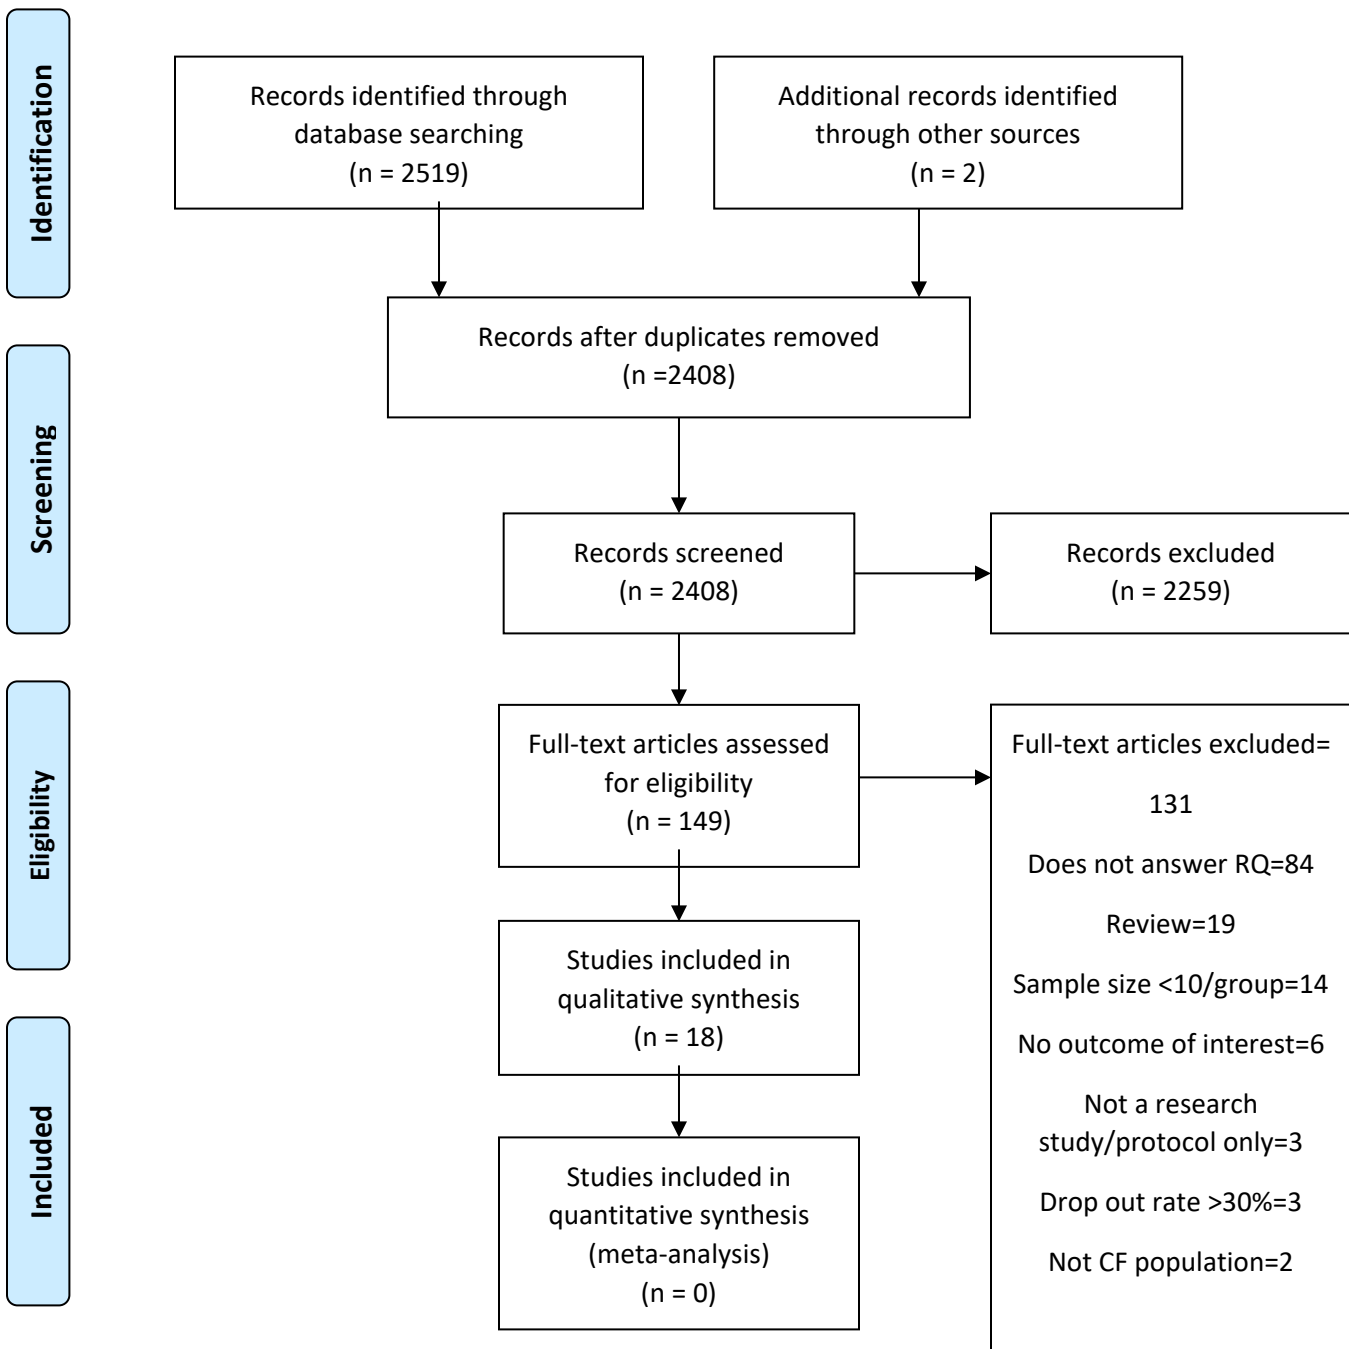 Identification
Records identified through
database searching
(n = 2519)
Additional records identified
through other sources
(n = 2)
Records after duplicates removed
(n =2408)
Screening
Records screened
(n = 2408)
Records excluded
(n = 2259)
Eligibility
Full-text articles assessed
for eligibility
(n = 149)
Full-text articles excluded=
131
Does not answer RQ=84
Review=19
Sample size <10/group=14
No outcome of interest=6
Not a research
study/protocol only=3
Drop out rate >30%=3
Not CF population=2
Studies included in
qualitative synthesis
(n = 18)
Included
Studies included in
quantitative synthesis
(meta-analysis)
(n = 0)